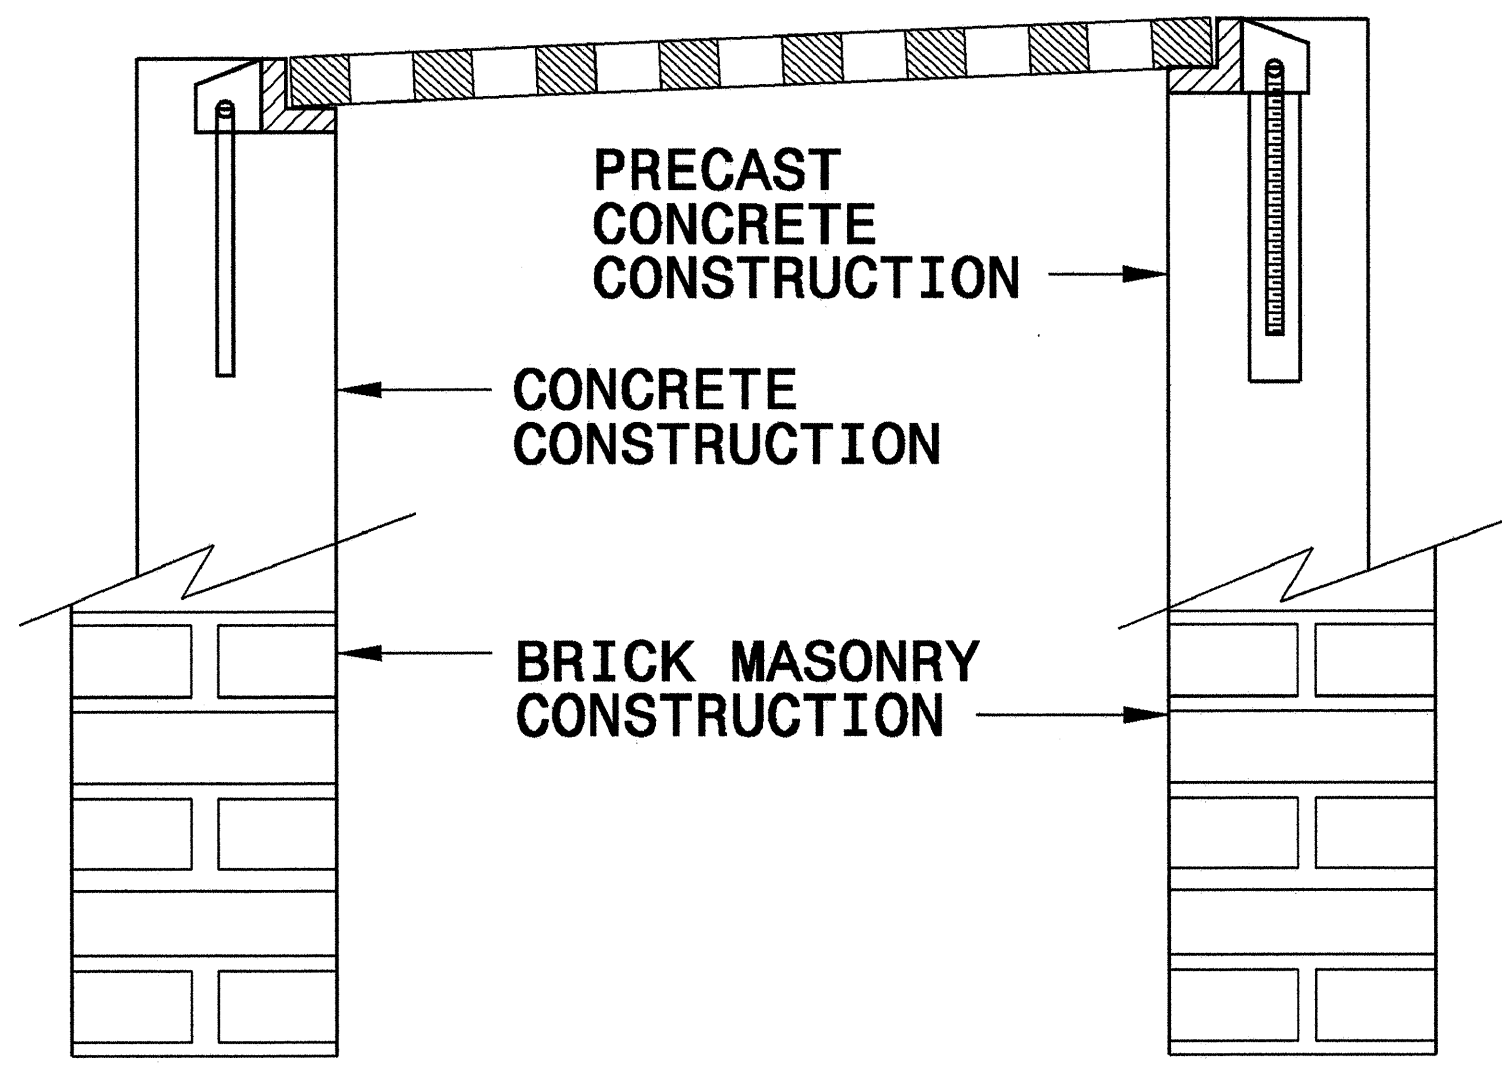 PRECAST
CONCRETE
CONSTRUCTION
CONCRETE
CONSTRUCTION
BRICK MASONRY
CONSTRUCTION